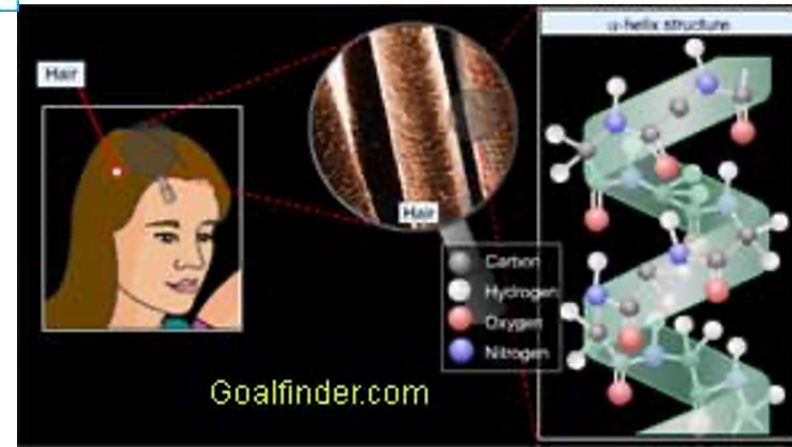 α-helix structure
Hair
Hair
Carbon
Hydrogen
Oxygen
Nitrogen
Goalfinder.com